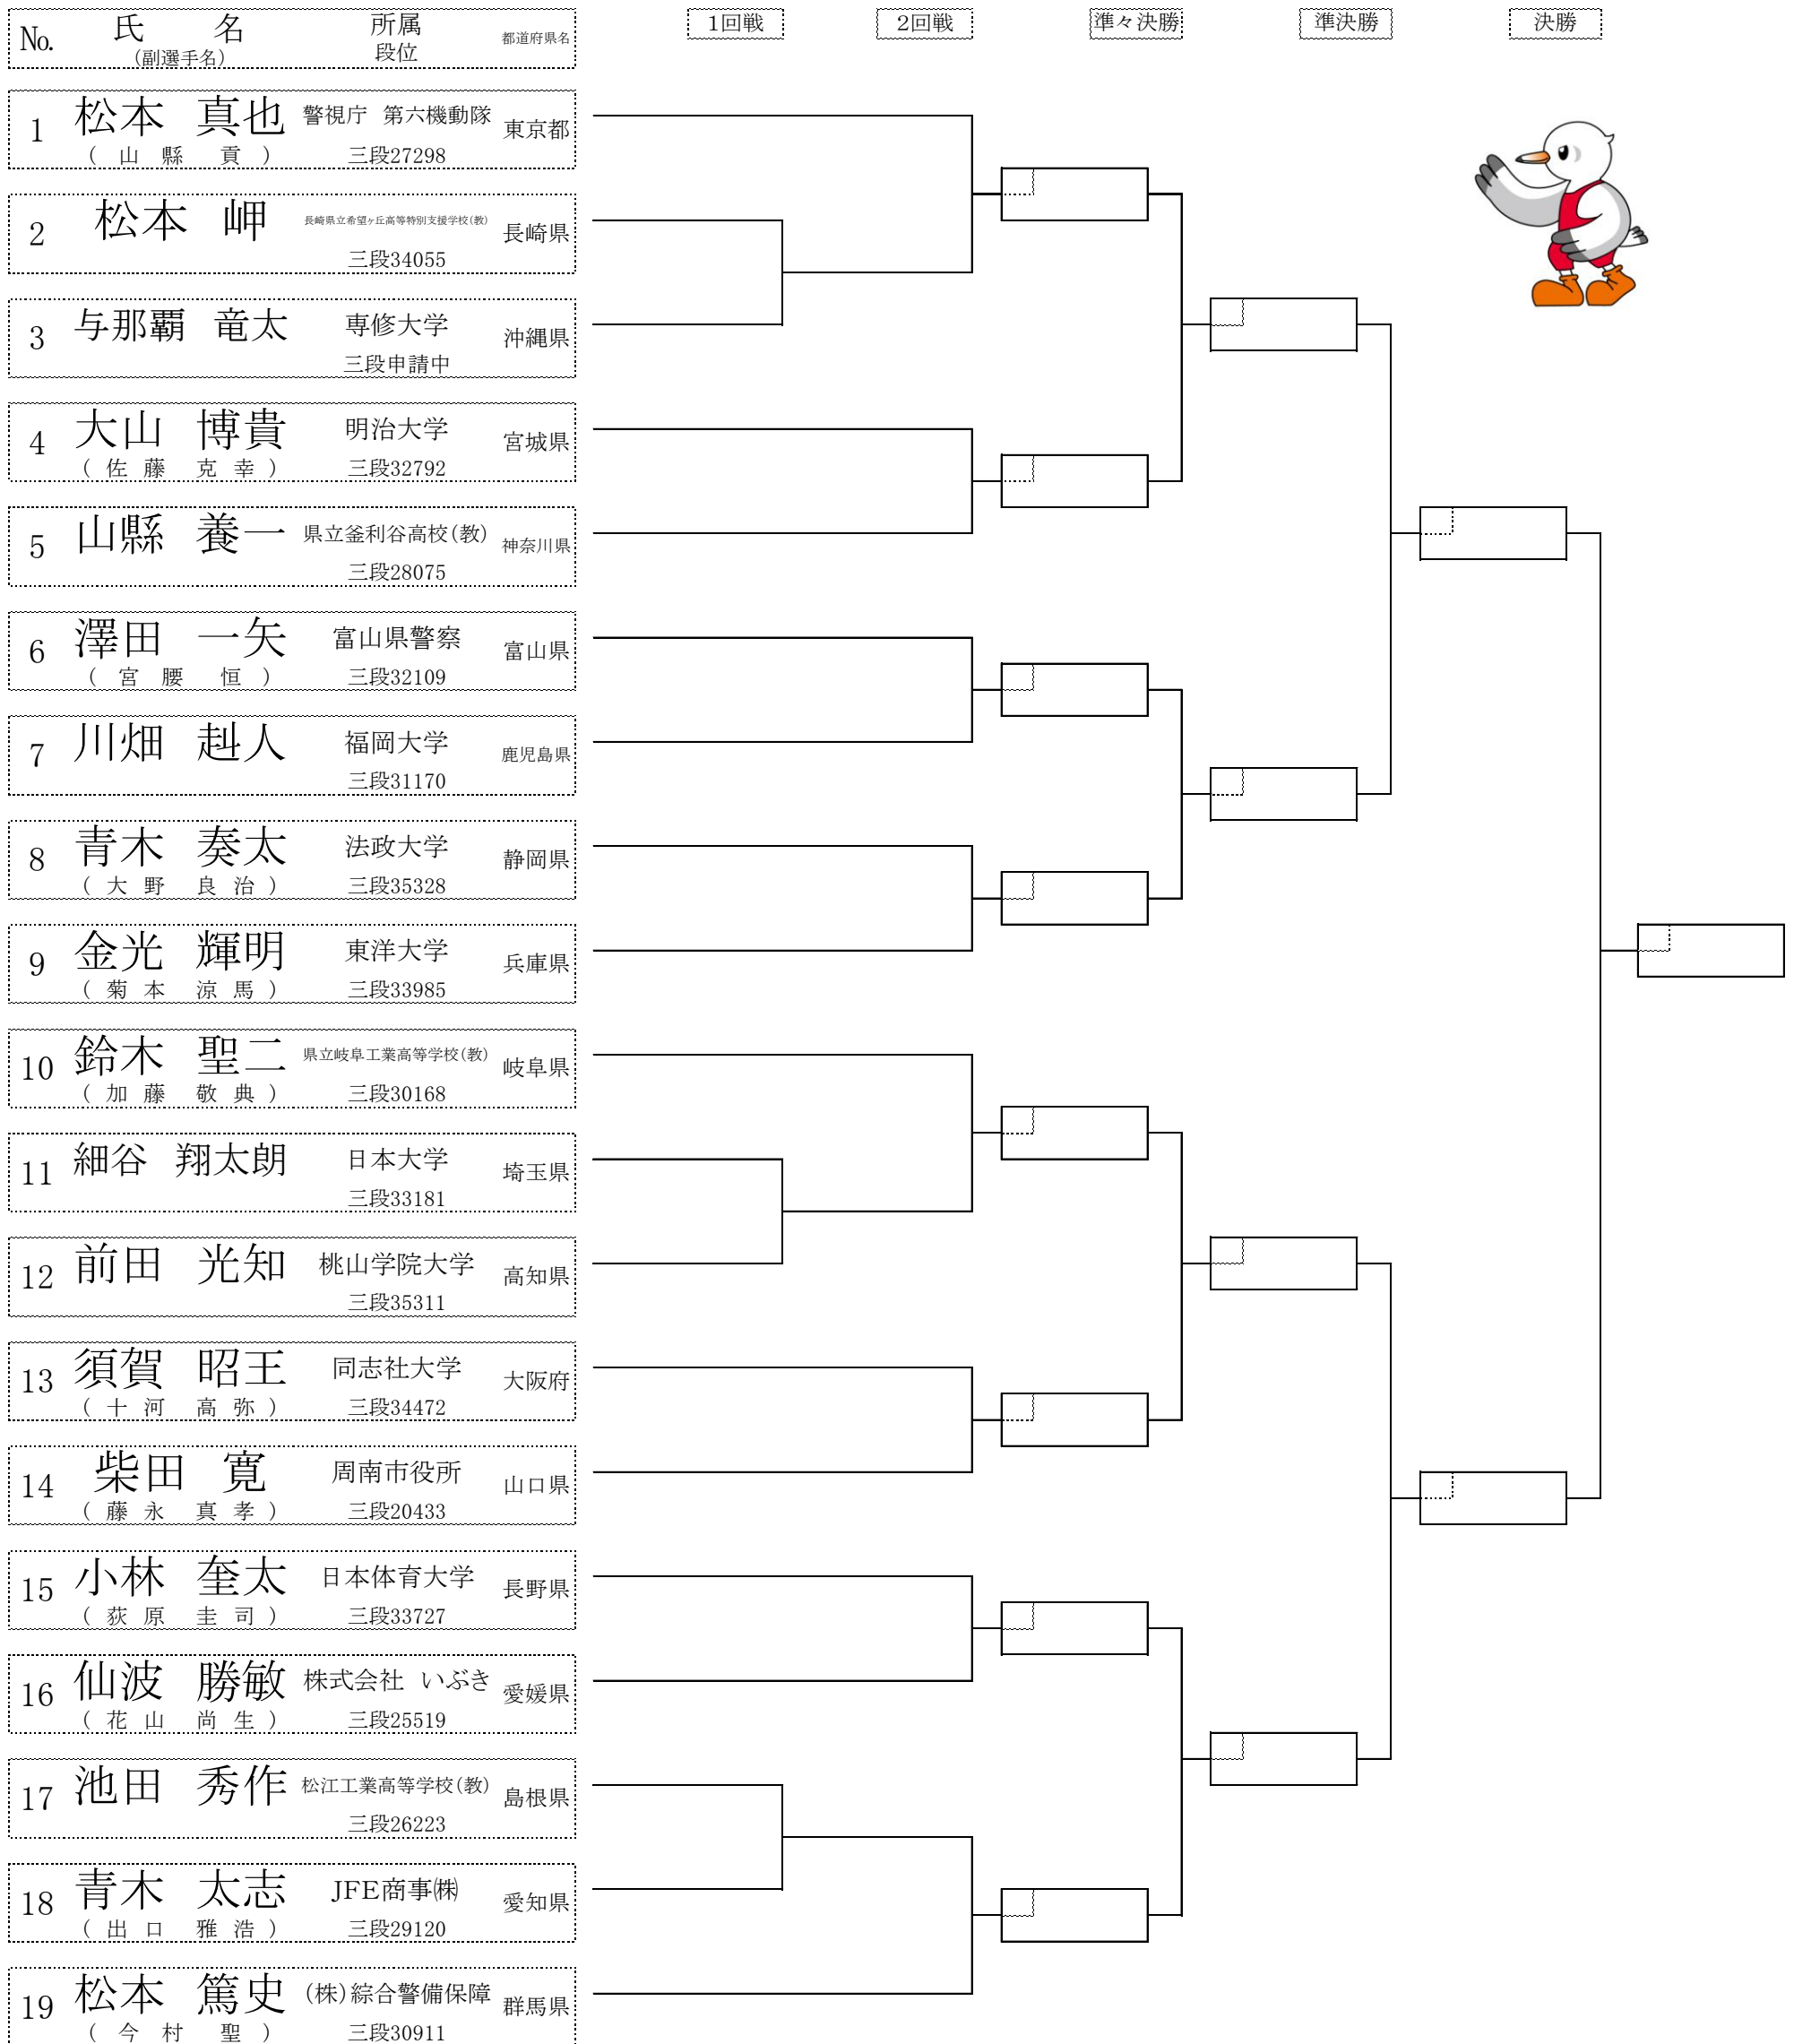 No. 氏 名 所属 都道府県名 1回戦 2回戦 準々決勝 準決勝 決勝
(副選手名) 段位
1 松本 真也 警視庁 第六機動隊 東京都
( 山 縣 貢 ) 三段27298
2 松本 岬 長崎県立希望ヶ丘高等特別支援学校(教) 長崎県
三段34055
3 与那覇 竜太 専修大学 沖縄県
三段申請中
4 大山 博貴 明治大学 宮城県
( 佐 藤 克 幸 ) 三段32792
5 山縣 養一 県立釜利谷高校(教) 神奈川県
三段28075
6 澤田 一矢 富山県警察 富山県
( 宮 腰 恒 ) 三段32109
7 川畑 赳人 福岡大学 鹿児島県
三段31170
8 青木 奏太 法政大学 静岡県
( 大 野 良 治 ) 三段35328
9 金光 輝明 東洋大学 兵庫県
( 菊 本 涼 馬 ) 三段33985
10 鈴木 聖二 県立岐阜工業高等学校(教) 岐阜県
( 加 藤 敬 典 ) 三段30168
11 細谷 翔太朗 日本大学 埼玉県
三段33181
12 前田 光知 桃山学院大学 高知県
三段35311
13 須賀 昭王 同志社大学 大阪府
( 十 河 高 弥 ) 三段34472
14 柴田 寛 周南市役所 山口県
( 藤 永 真 孝 ) 三段20433
15 小林 奎太 日本体育大学 長野県
( 荻 原 圭 司 ) 三段33727
16 仙波 勝敏 株式会社 いぶき 愛媛県
( 花 山 尚 生 ) 三段25519
17 池田 秀作 松江工業高等学校(教) 島根県
三段26223
18 青木 太志 JFE商事㈱ 愛知県
( 出 口 雅 浩 ) 三段29120
19 松本 篤史 (株)綜合警備保障 群馬県
( 今 村 聖 ) 三段30911